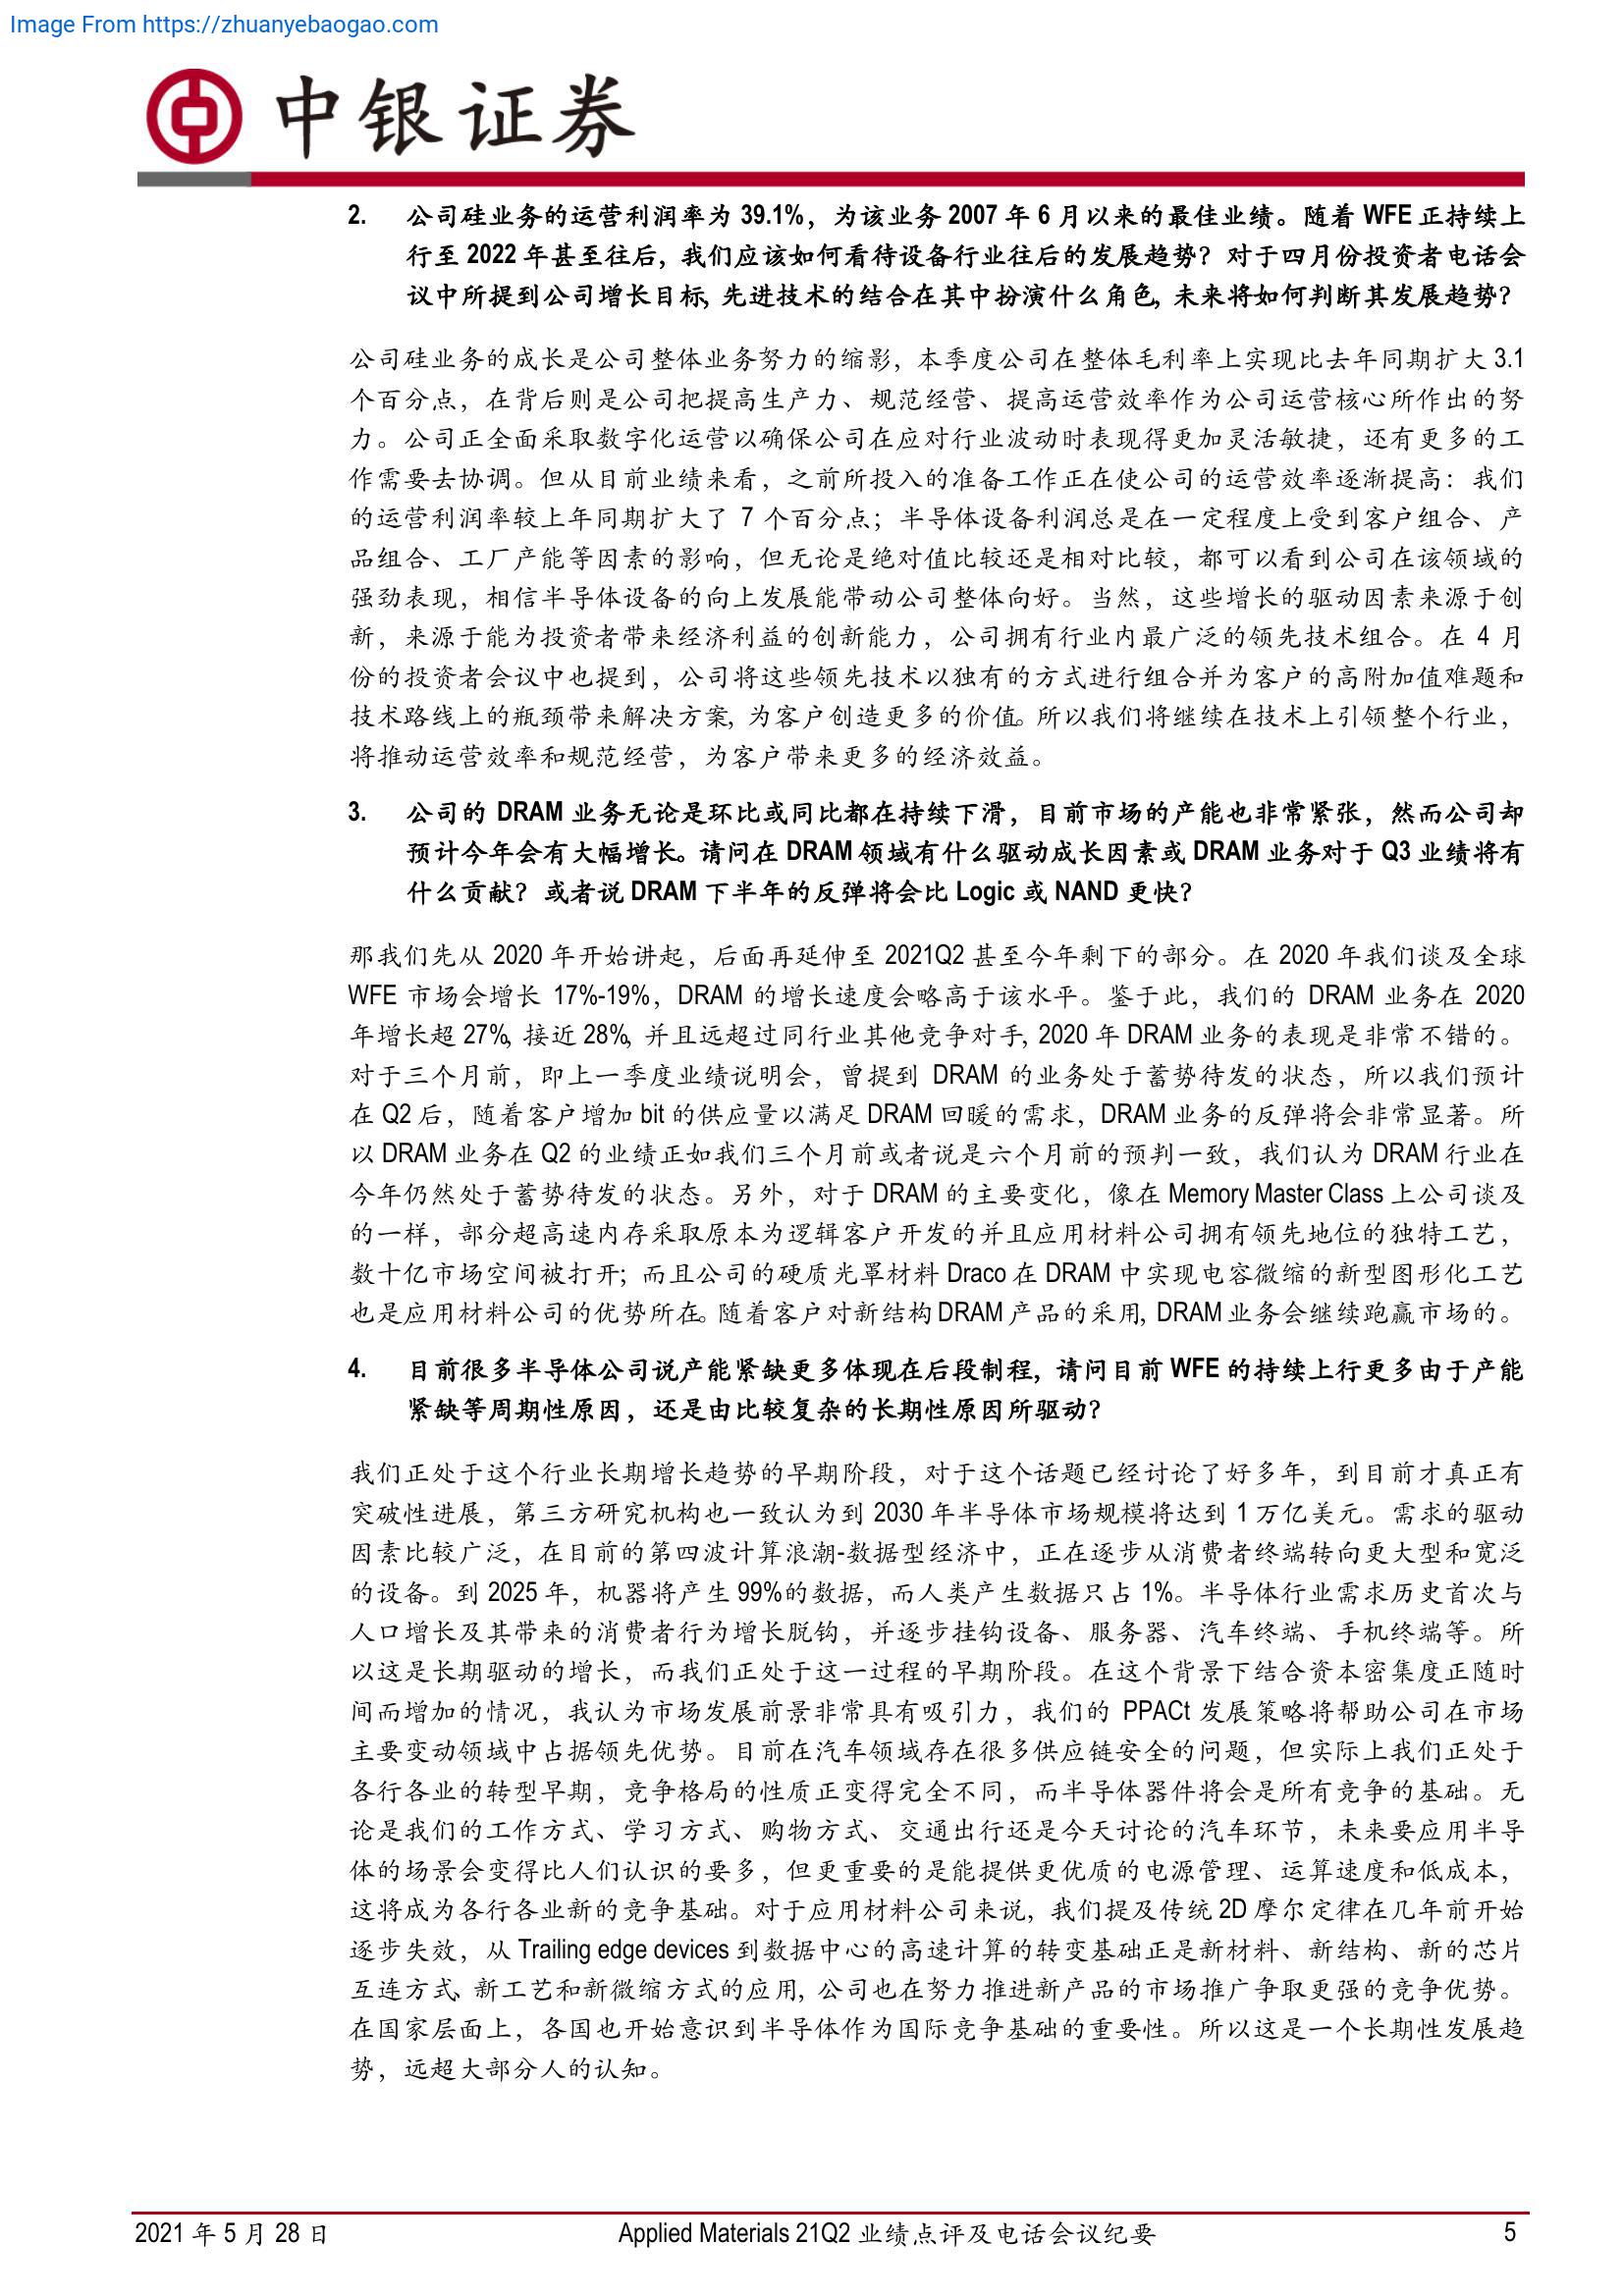 Image From https://zhuanyebaogao.com
中银证券
2. 公司硅业务的运营利润率为 39.1%，为该业务 2007 年 6 月以来的最佳业绩。随着 WFE 正持续上
行至 2022 年甚至往后，我们应该如何看待设备行业往后的发展趋势？对于四月份投资者电话会
议中所提到公司增长目标，先进技术的结合在其中扮演什么角色，未来将如何判断其发展趋势？
公司硅业务的成长是公司整体业务努力的缩影，本季度公司在整体毛利率上实现比去年同期扩大 3.1
个百分点，在背后则是公司把提高生产力、规范经营、提高运营效率作为公司运营核心所作出的努
力。公司正全面采取数字化运营以确保公司在应对行业波动时表现得更加灵活敏捷，还有更多的工
作需要去协调。但从目前业绩来看，之前所投入的准备工作正在使公司的运营效率逐渐提高：我们
的运营利润率较上年同期扩大了 7 个百分点；半导体设备利润总是在一定程度上受到客户组合、产
品组合、工厂产能等因素的影响，但无论是绝对值比较还是相对比较，都可以看到公司在该领域的
强劲表现，相信半导体设备的向上发展能带动公司整体向好。当然，这些增长的驱动因素来源于创
新，来源于能为投资者带来经济利益的创新能力，公司拥有行业内最广泛的领先技术组合。在 4 月
份的投资者会议中也提到，公司将这些领先技术以独有的方式进行组合并为客户的高附加值难题和
技术路线上的瓶颈带来解决方案，为客户创造更多的价值。所以我们将继续在技术上引领整个行业，
将推动运营效率和规范经营，为客户带来更多的经济效益。
3. 公司的 DRAM 业务无论是环比或同比都在持续下滑，目前市场的产能也非常紧张，然而公司却
预计今年会有大幅增长。请问在 DRAM 领域有什么驱动成长因素或 DRAM 业务对于 Q3 业绩将有
什么贡献？或者说 DRAM 下半年的反弹将会比 Logic 或 NAND 更快？
那我们先从 2020 年开始讲起，后面再延伸至 2021Q2 甚至今年剩下的部分。在 2020 年我们谈及全球
WFE 市场会增长 17%-19%，DRAM 的增长速度会略高于该水平。鉴于此，我们的 DRAM 业务在 2020
年增长超 27%，接近 28%，并且远超过同行业其他竞争对手，2020 年 DRAM 业务的表现是非常不错的。
对于三个月前，即上一季度业绩说明会，曾提到 DRAM 的业务处于蓄势待发的状态，所以我们预计
在 Q2 后，随着客户增加 bit 的供应量以满足 DRAM 回暖的需求，DRAM 业务的反弹将会非常显著。所
以 DRAM 业务在 Q2 的业绩正如我们三个月前或者说是六个月前的预判一致，我们认为 DRAM 行业在
今年仍然处于蓄势待发的状态。另外，对于 DRAM 的主要变化，像在 Memory Master Class 上公司谈及
的一样，部分超高速内存采取原本为逻辑客户开发的并且应用材料公司拥有领先地位的独特工艺，
数十亿市场空间被打开；而且公司的硬质光罩材料 Draco 在 DRAM 中实现电容微缩的新型图形化工艺
也是应用材料公司的优势所在。随着客户对新结构 DRAM 产品的采用，DRAM 业务会继续跑赢市场的。
4. 目前很多半导体公司说产能紧缺更多体现在后段制程，请问目前 WFE 的持续上行更多由于产能
紧缺等周期性原因，还是由比较复杂的长期性原因所驱动？
我们正处于这个行业长期增长趋势的早期阶段，对于这个话题已经讨论了好多年，到目前才真正有
突破性进展，第三方研究机构也一致认为到 2030 年半导体市场规模将达到 1 万亿美元。需求的驱动
因素比较广泛，在目前的第四波计算浪潮-数据型经济中，正在逐步从消费者终端转向更大型和宽泛
的设备。到 2025 年，机器将产生 99%的数据，而人类产生数据只占 1%。半导体行业需求历史首次与
人口增长及其带来的消费者行为增长脱钩，并逐步挂钩设备、服务器、汽车终端、手机终端等。所
以这是长期驱动的增长，而我们正处于这一过程的早期阶段。在这个背景下结合资本密集度正随时
间而增加的情况，我认为市场发展前景非常具有吸引力，我们的 PPACt 发展策略将帮助公司在市场
主要变动领域中占据领先优势。目前在汽车领域存在很多供应链安全的问题，但实际上我们正处于
各行各业的转型早期，竞争格局的性质正变得完全不同，而半导体器件将会是所有竞争的基础。无
论是我们的工作方式、学习方式、购物方式、交通出行还是今天讨论的汽车环节，未来要应用半导
体的场景会变得比人们认识的要多，但更重要的是能提供更优质的电源管理、运算速度和低成本，
这将成为各行各业新的竞争基础。对于应用材料公司来说，我们提及传统 2D 摩尔定律在几年前开始
逐步失效，从 Trailing edge devices 到数据中心的高速计算的转变基础正是新材料、新结构、新的芯片
互连方式、新工艺和新微缩方式的应用，公司也在努力推进新产品的市场推广争取更强的竞争优势。
在国家层面上，各国也开始意识到半导体作为国际竞争基础的重要性。所以这是一个长期性发展趋
势，远超大部分人的认知。
2021 年 5 月 28 日 Applied Materials 21Q2 业绩点评及电话会议纪要 5